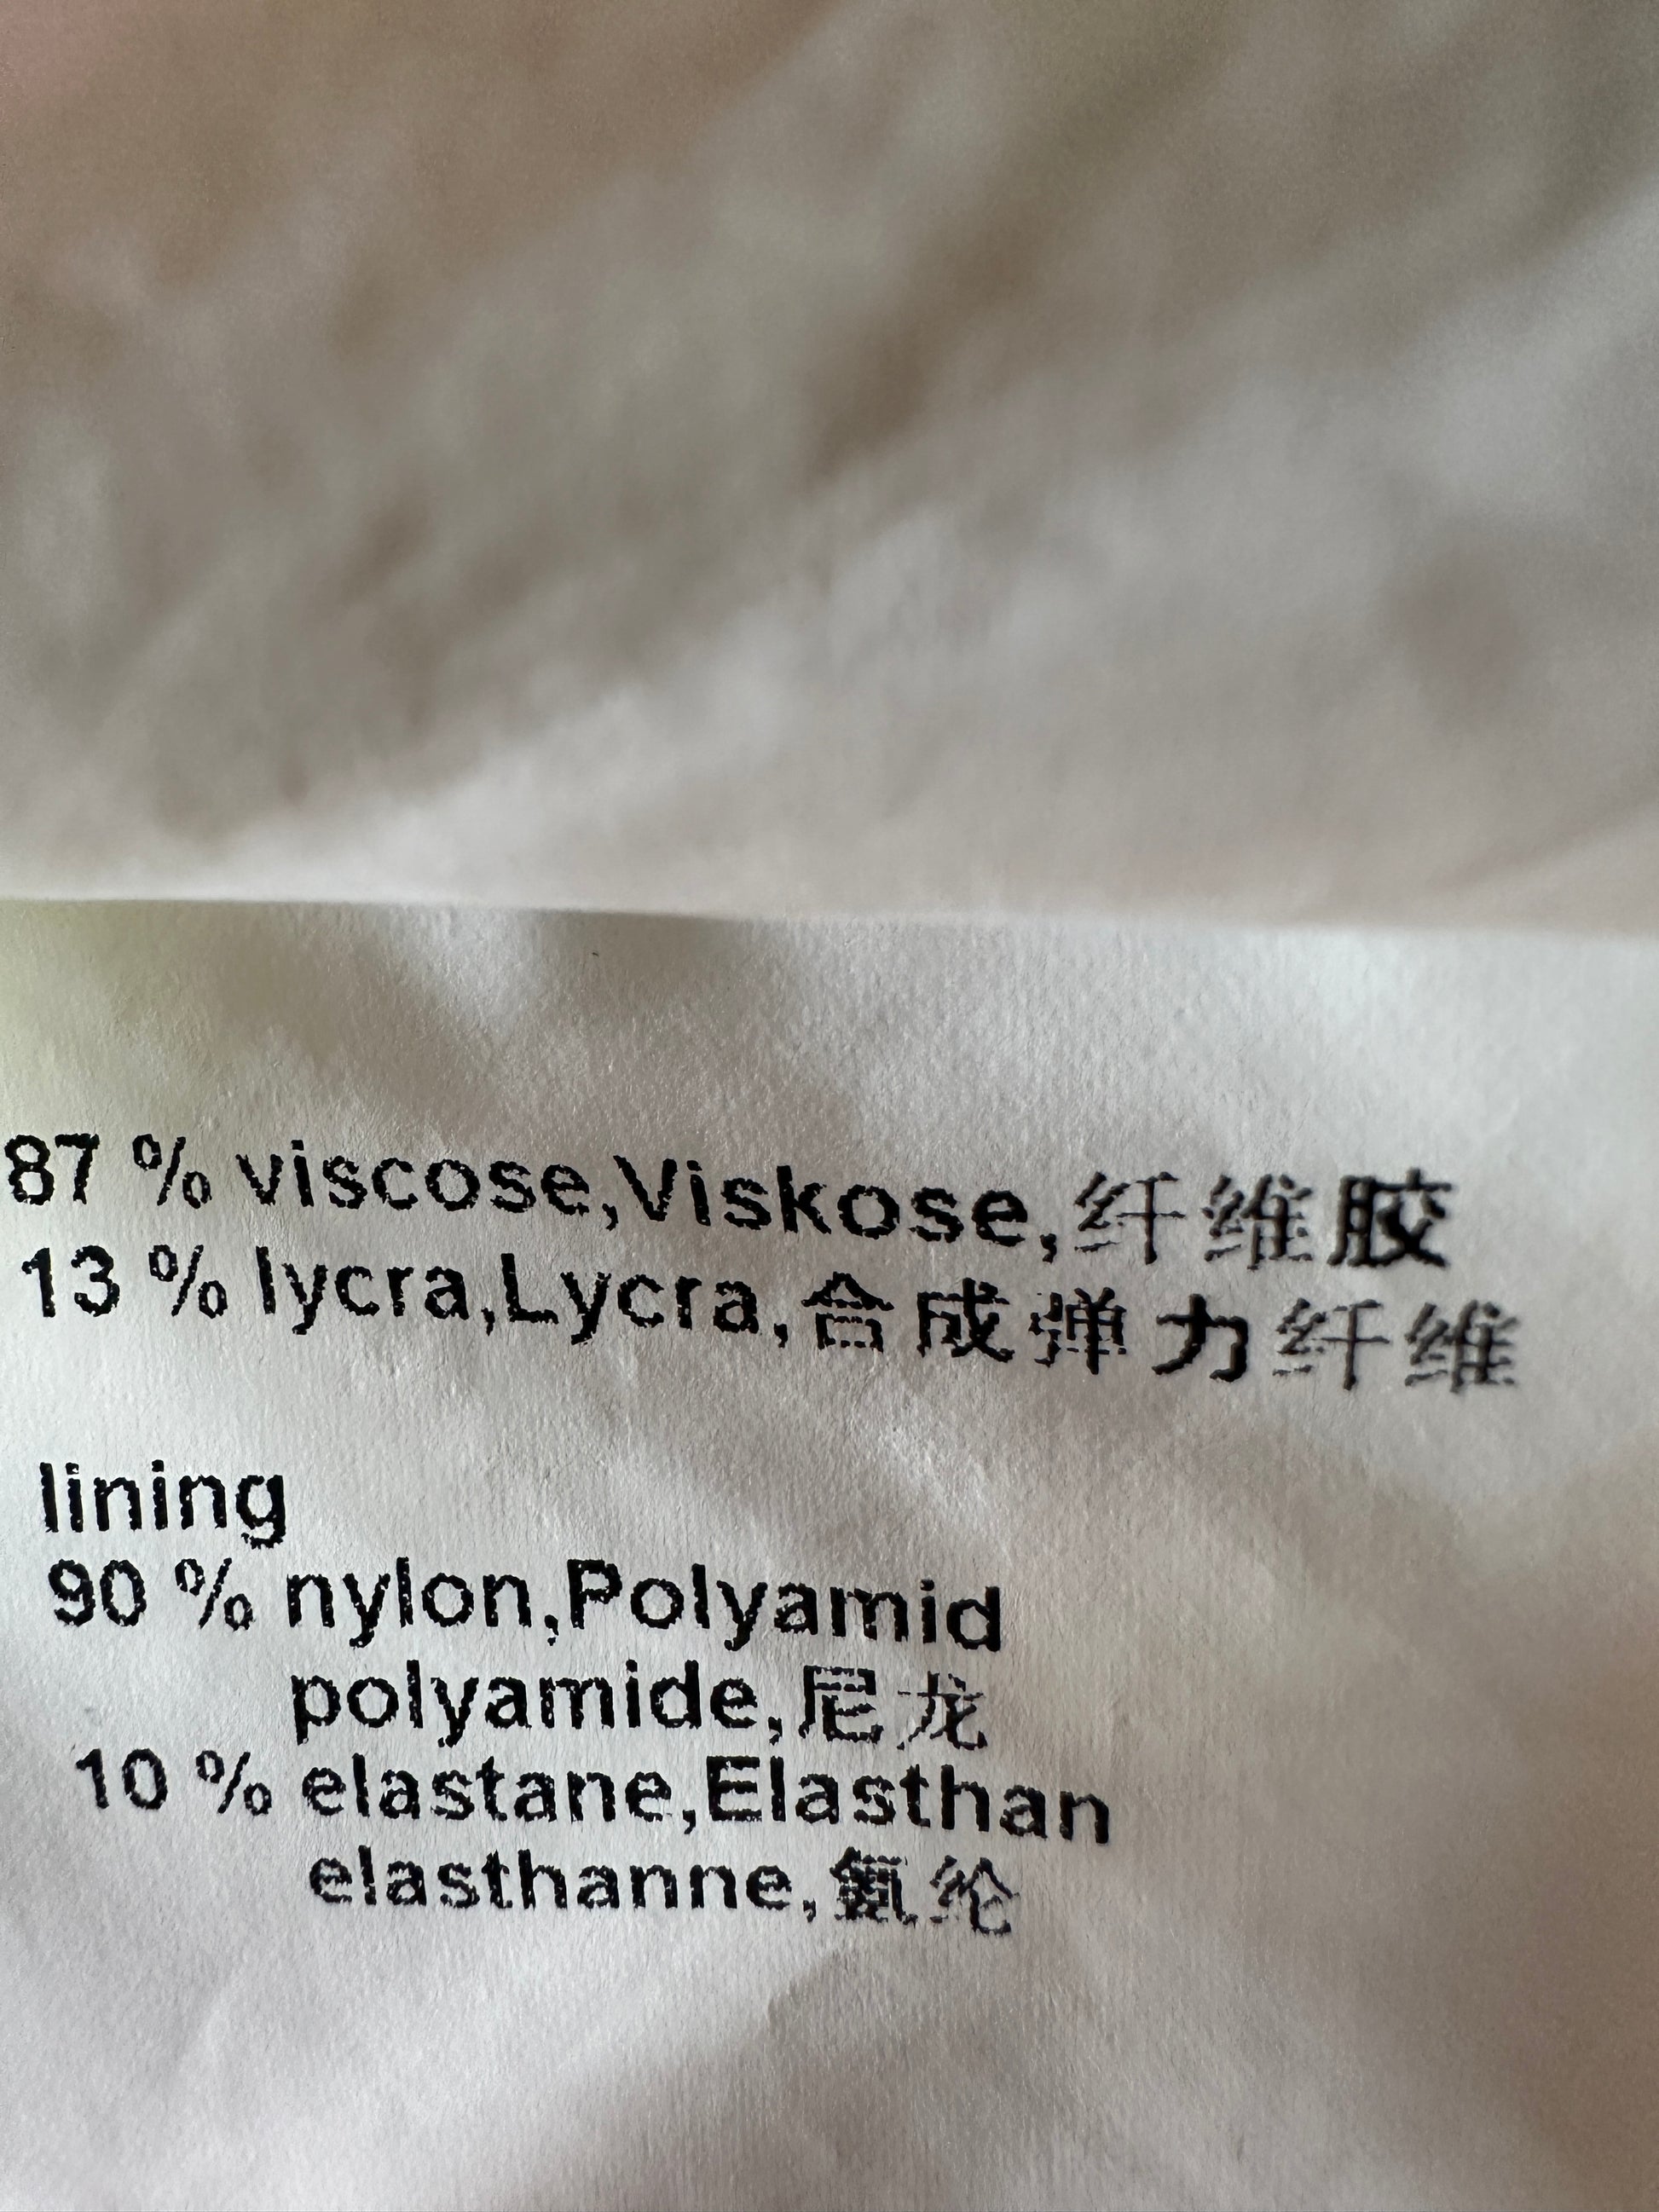 87 % viscose,Viskose,纤维胶
13 % lycra,Lycra,合成弹力纤维
lining
90 % nylon,Polyamid
polyamide,尼龙
10 % elastane,Elasthan
elasthanne,氨纶